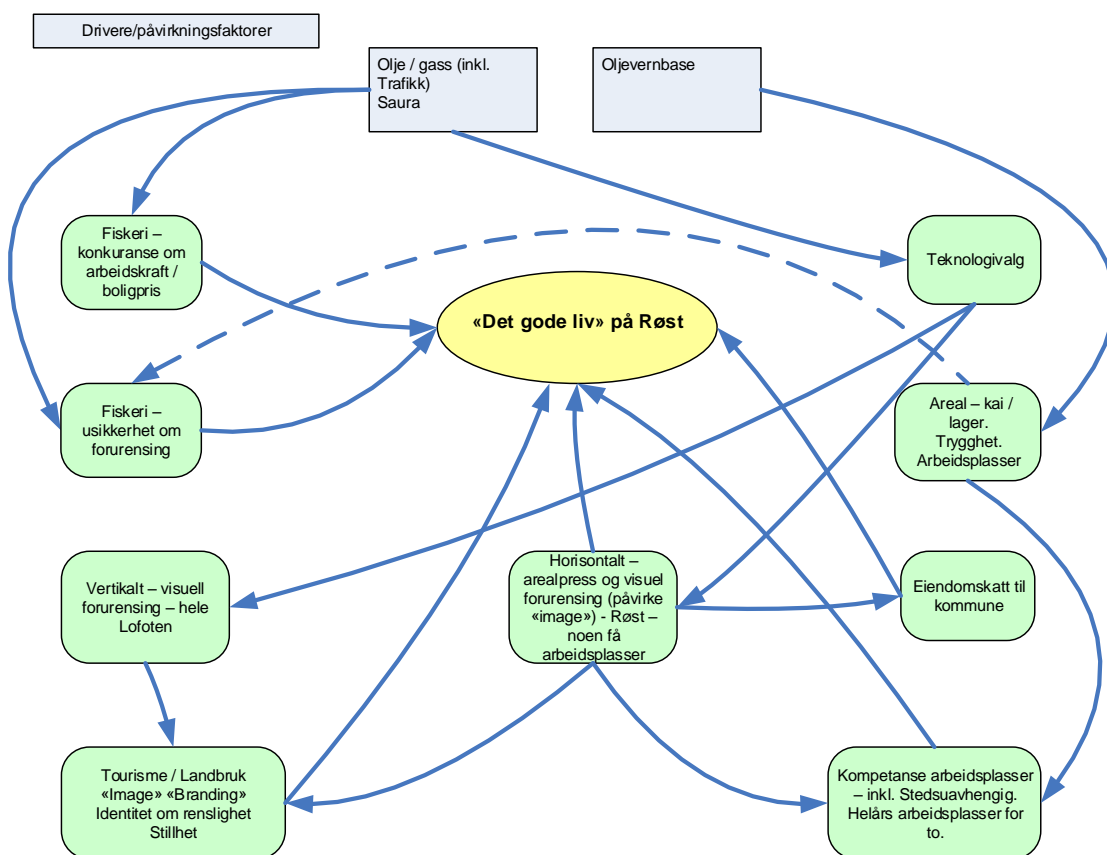 Drivere/påvirkningsfaktorer
Olje / gass (inkl.
Trafikk)
Saura
Oljevernbase
Fiskeri –
konkuranse om
arbeidskraft /
boligpris
Teknologivalg
«Det gode liv» på Røst
Fiskeri –
usikkerhet om
forurensing
Areal – kai /
lager.
Trygghet.
Arbeidsplasser
Vertikalt – visuell
forurensing – hele
Lofoten
Horisontalt –
arealpress og visuel
forurensing (påvirke
«image») - Røst –
noen få
arbeidsplasser
Eiendomskatt til
kommune
Tourisme / Landbruk
«Image» «Branding»
Identitet om renslighet
Stillhet
Kompetanse arbeidsplasser
– inkl. Stedsuavhengig.
Helårs arbeidsplasser for
to.